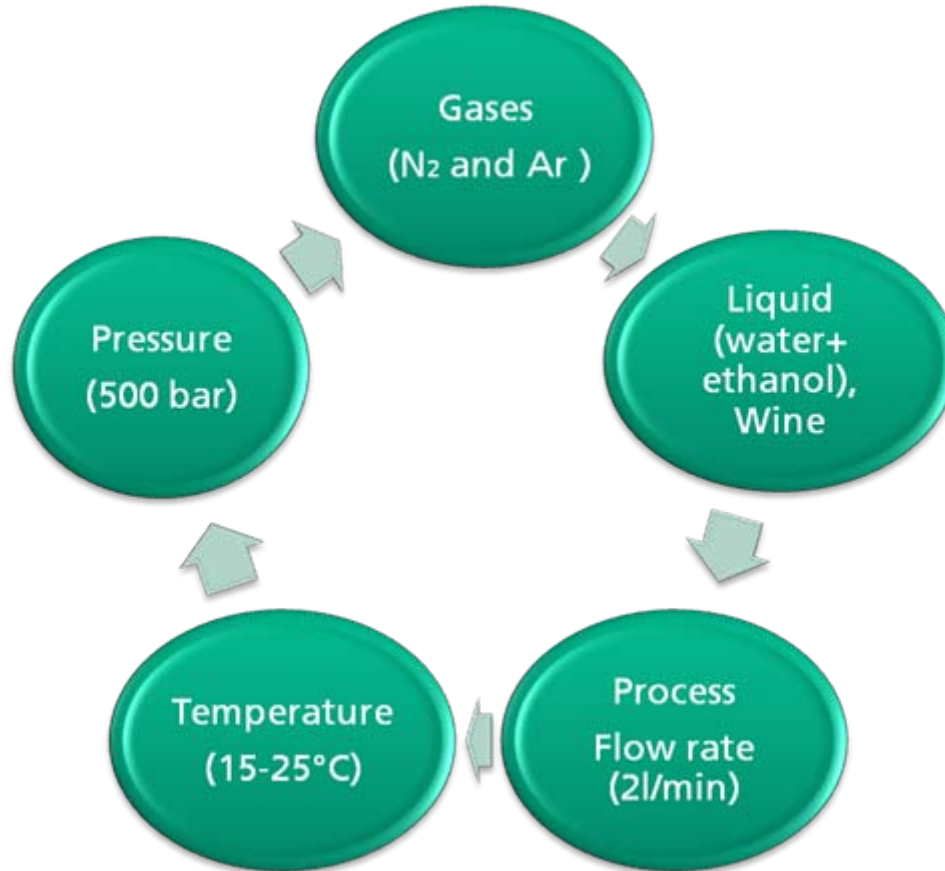 Gases
(N₂ and Ar )
Liquid
(water+
ethanol),
Wine
Process
Flow rate
(2l/min)
Temperature
(15-25°C)
Pressure
(500 bar)